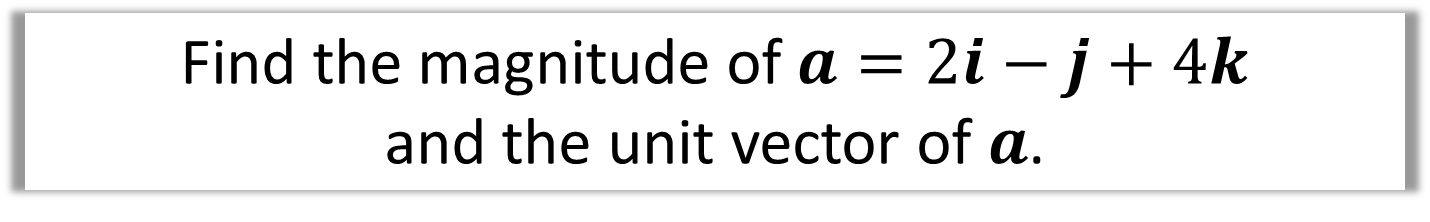 Find the magnitude of a = 2i − j + 4k
and the unit vector of a.